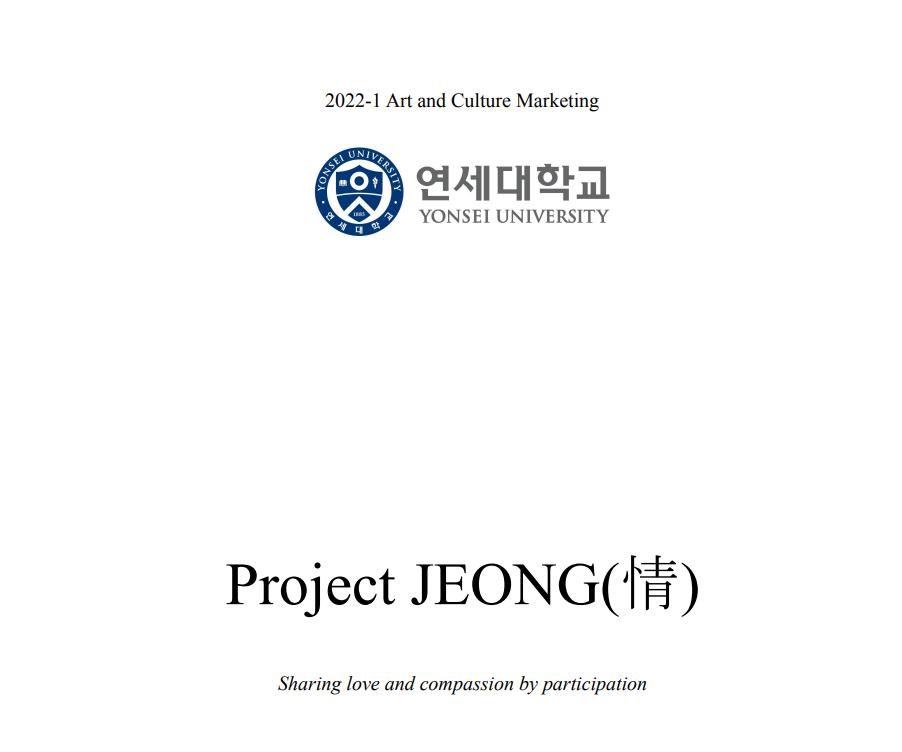 2022-1 Art and Culture Marketing
YONSEI UNIVERSITY
1885
연세대학교
연세대학교
YONSEI UNIVERSITY
Project JEONG(情)
Sharing love and compassion by participation